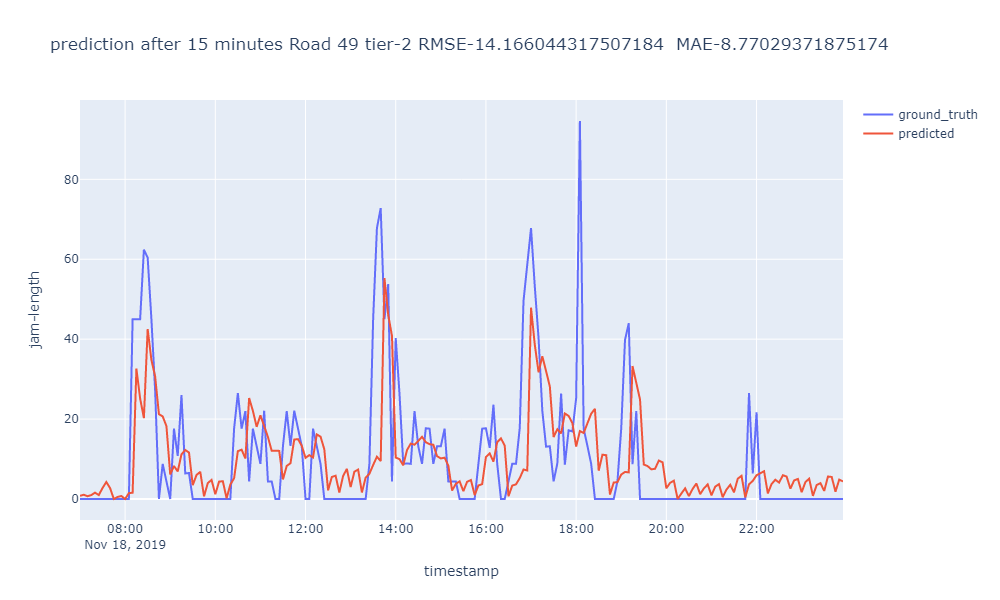 prediction after 15 minutes Road 49 tier-2 RMSE-14.166044317507184  MAE-8.77029371875174
ground_truth
predicted
80
60
40
20
0
jam-length
08:00 10:00 12:00 14:00 16:00 18:00 20:00 22:00
Nov 18, 2019
timestamp